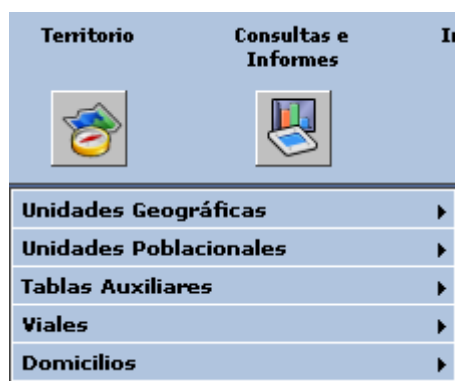 Territorio
Consultas e
Informes
Unidades Geográficas
Unidades Poblacionales
Tablas Auxiliares
Viales
Domicilios